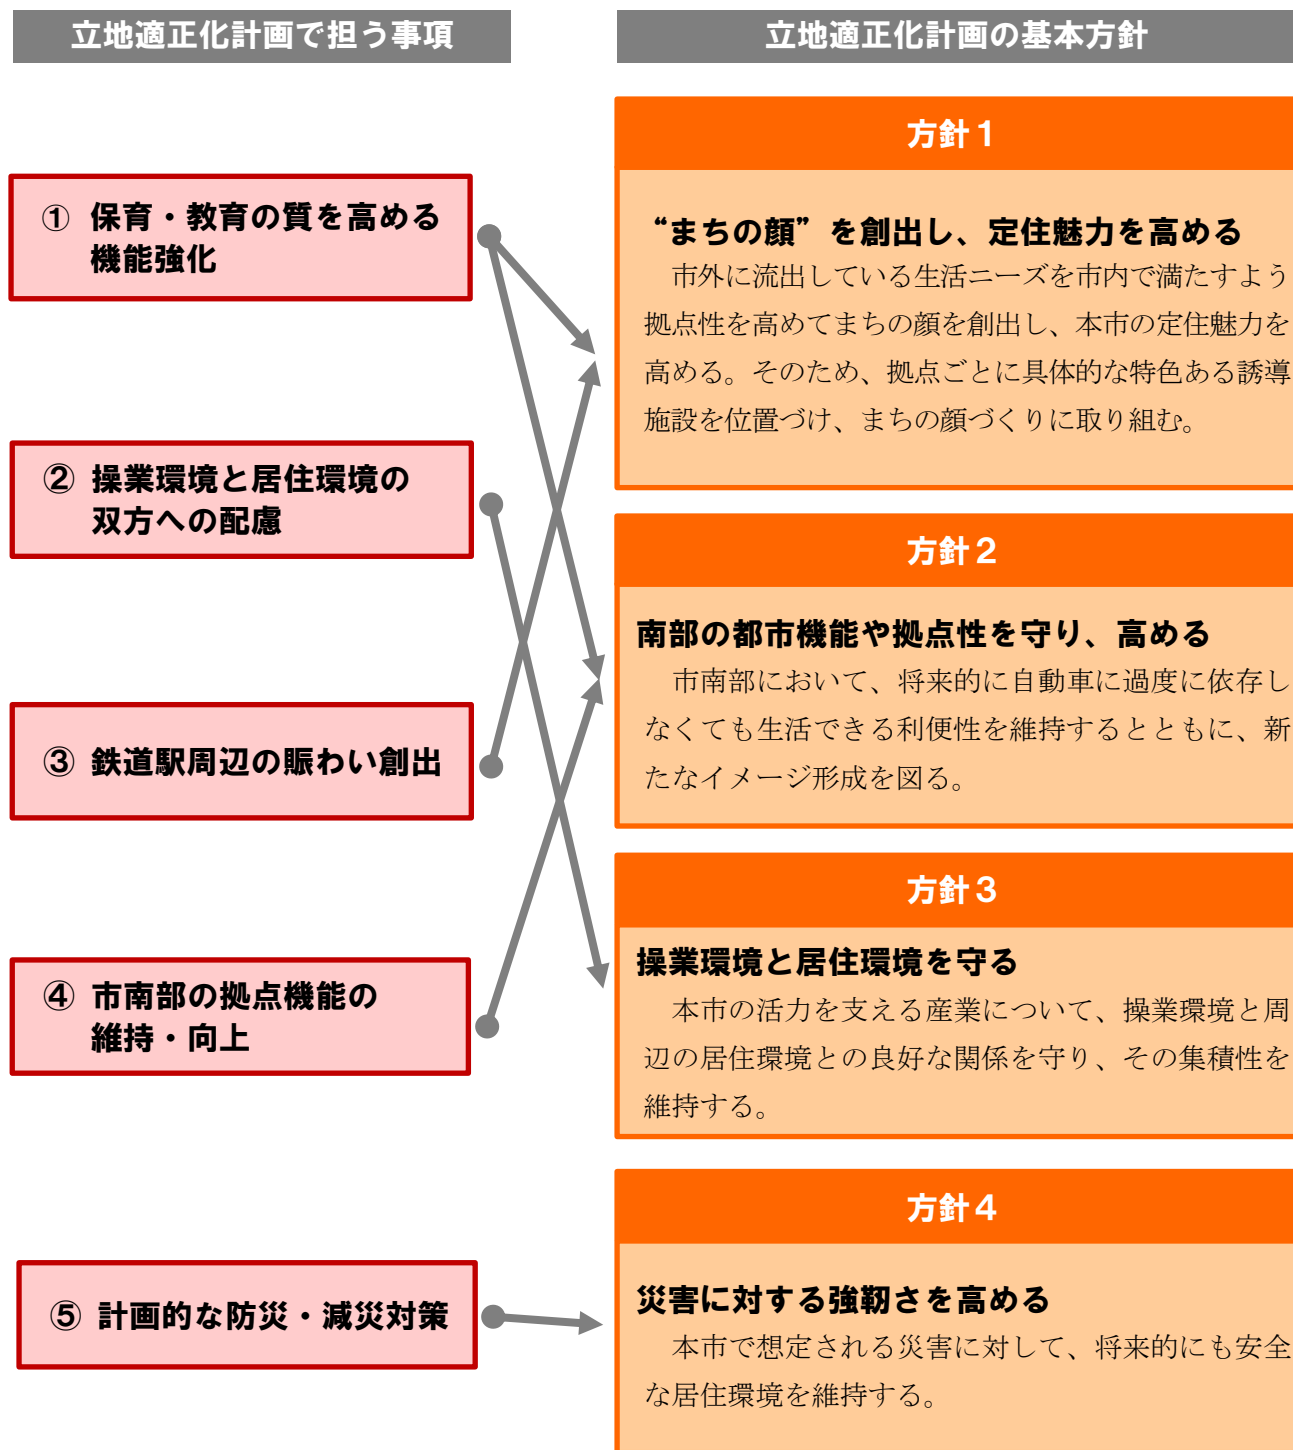 立地適正化計画で担う事項
① 保育・教育の質を高める
機能強化
② 操業環境と居住環境の
双方への配慮
③ 鉄道駅周辺の賑わい創出
④ 市南部の拠点機能の
維持・向上
⑤ 計画的な防災・減災対策
立地適正化計画の基本方針
方針１
“まちの顔”を創出し、定住魅力を高める
市外に流出している生活ニーズを市内で満たすよう
拠点性を高めてまちの顔を創出し、本市の定住魅力を
高める。そのため、拠点ごとに具体的な特色ある誘導
施設を位置づけ、まちの顔づくりに取り組む。
方針２
南部の都市機能や拠点性を守り、高める
市南部において、将来的に自動車に過度に依存し
なくても生活できる利便性を維持するとともに、新
たなイメージ形成を図る。
方針３
操業環境と居住環境を守る
本市の活力を支える産業について、操業環境と周
辺の居住環境との良好な関係を守り、その集積性を
維持する。
方針４
災害に対する強靭さを高める
本市で想定される災害に対して、将来的にも安全
な居住環境を維持する。